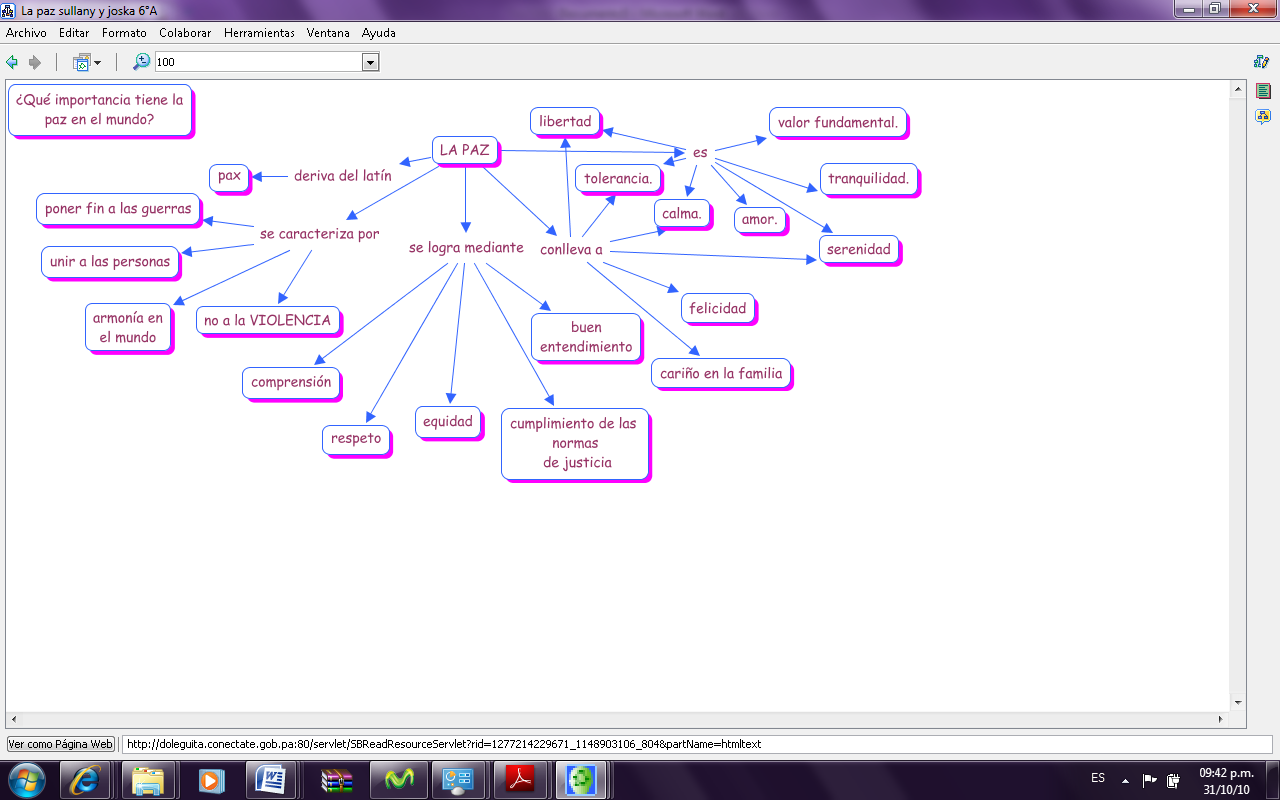 La paz sullany y joska 6°A
Archivo Editar Formato Colaborar Herramientas Ventana Ayuda
100
¿Qué importancia tiene la
paz en el mundo?
libertad
valor fundamental.
LA PAZ
es
pax
deriva del latín
tolerancia.
tranquilidad.
poner fin a las guerras
calma.
amor.
se caracteriza por
se logra mediante
conlleva a
serenidad
unir a las personas
felicidad
armonía en
el mundo
no a la VIOLENCIA
buen
entendimiento
comprensión
cariño en la familia
respeto
equidad
cumplimiento de las
normas
de justicia
Ver como Página Web
http://doleguita.conectate.gob.pa:80/servlet/SBReadResourceServlet?rid=1277214229671_1148903106_804&partName=htmltext
ES
09:42 p.m.
31/10/10